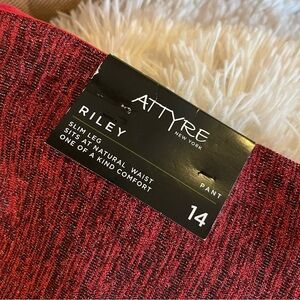 ATTYRE
NEW YORK
RILEY
SLIM LEG
SITS AT NATURAL WAIST
ONE OF A KIND COMFORT
PANT
14